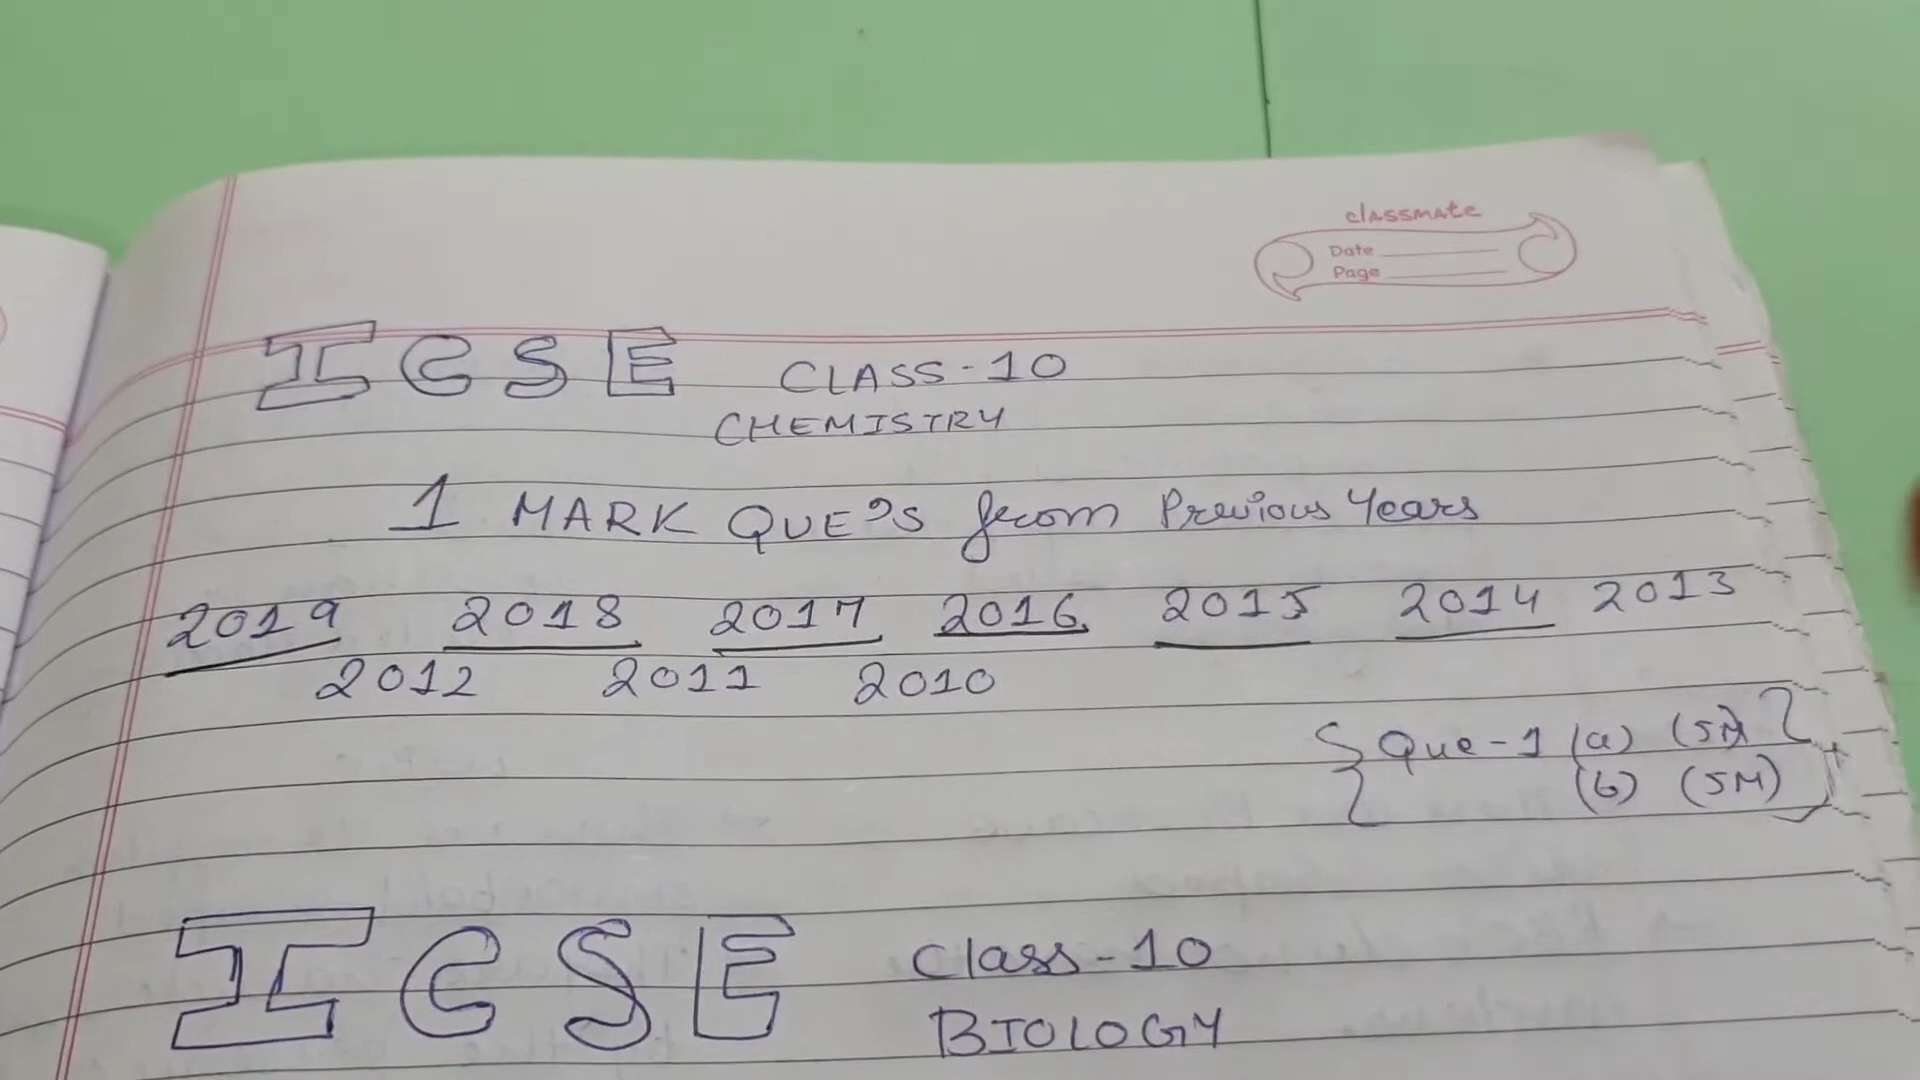 classmate
Date
Page
ICSE CLASS-10
CHEMISTRY
1 MARK QUE'S from Previous Years
2019 2018 2017 2016 2015 2014 2013
2012 2011 2010
{ Que-1 (a) (5M) }
(b) (5M)
ICSE Class-10
BIOLOGY